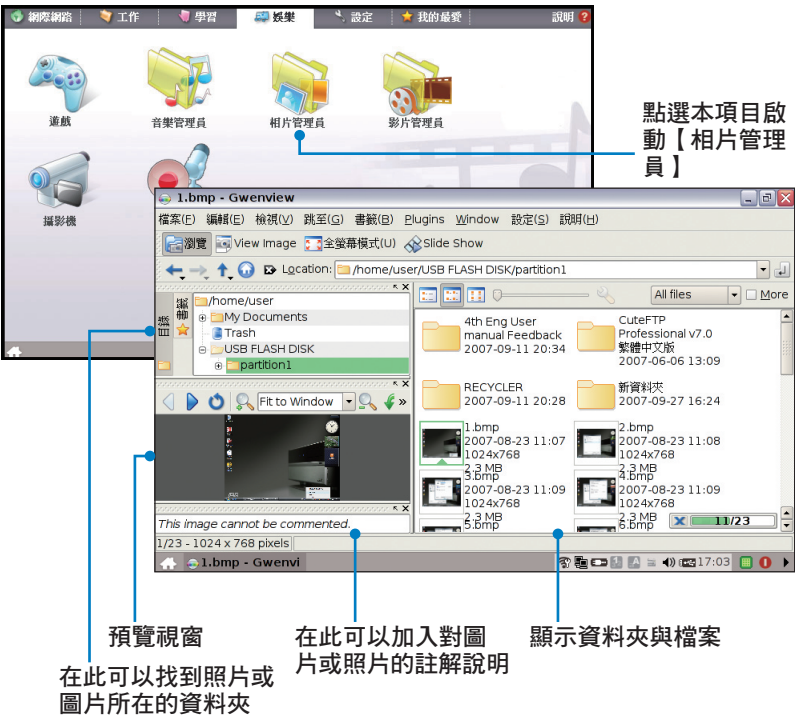 網際網路 工作 學習 娛樂 設定 我的最愛 說明
遊戲 音樂管理員 相片管理員 影片管理員
攝影機
點選本項目啟
動【相片管理
員】
1.bmp - Gwenview
檔案(F) 編輯(E) 檢視(V) 跳至(G) 書籤(B) Plugins Window 設定(S) 說明(H)
瀏覽 View Image 全螢幕模式(U) Slide Show
Location: /home/user/USB FLASH DISK/partition1
目錄
書籤
/home/user
My Documents
Trash
USB FLASH DISK
partition1
All files More
4th Eng User
manual Feedback
2007-09-11 20:34
CuteFTP
Professional v7.0
繁體中文版
2007-06-06 13:09
RECYCLER
2007-09-11 20:28
新資料夾
2007-09-27 16:24
Fit to Window »
1.bmp
2007-08-23 11:07
1024x768
2.3 MB
2.bmp
2007-08-23 11:08
1024x768
2.3 MB
3.bmp
2007-08-23 11:09
1024x768
2.3 MB
4.bmp
2007-08-23 11:09
1024x768
2.3 MB
5.bmp
6.bmp
11/23
This image cannot be commented.
1/23 - 1024 x 768 pixels
1.bmp - Gwenvi
17:03
預覽視窗
在此可以加入對圖
片或照片的註解說明
顯示資料夾與檔案
在此可以找到照片或
圖片所在的資料夾